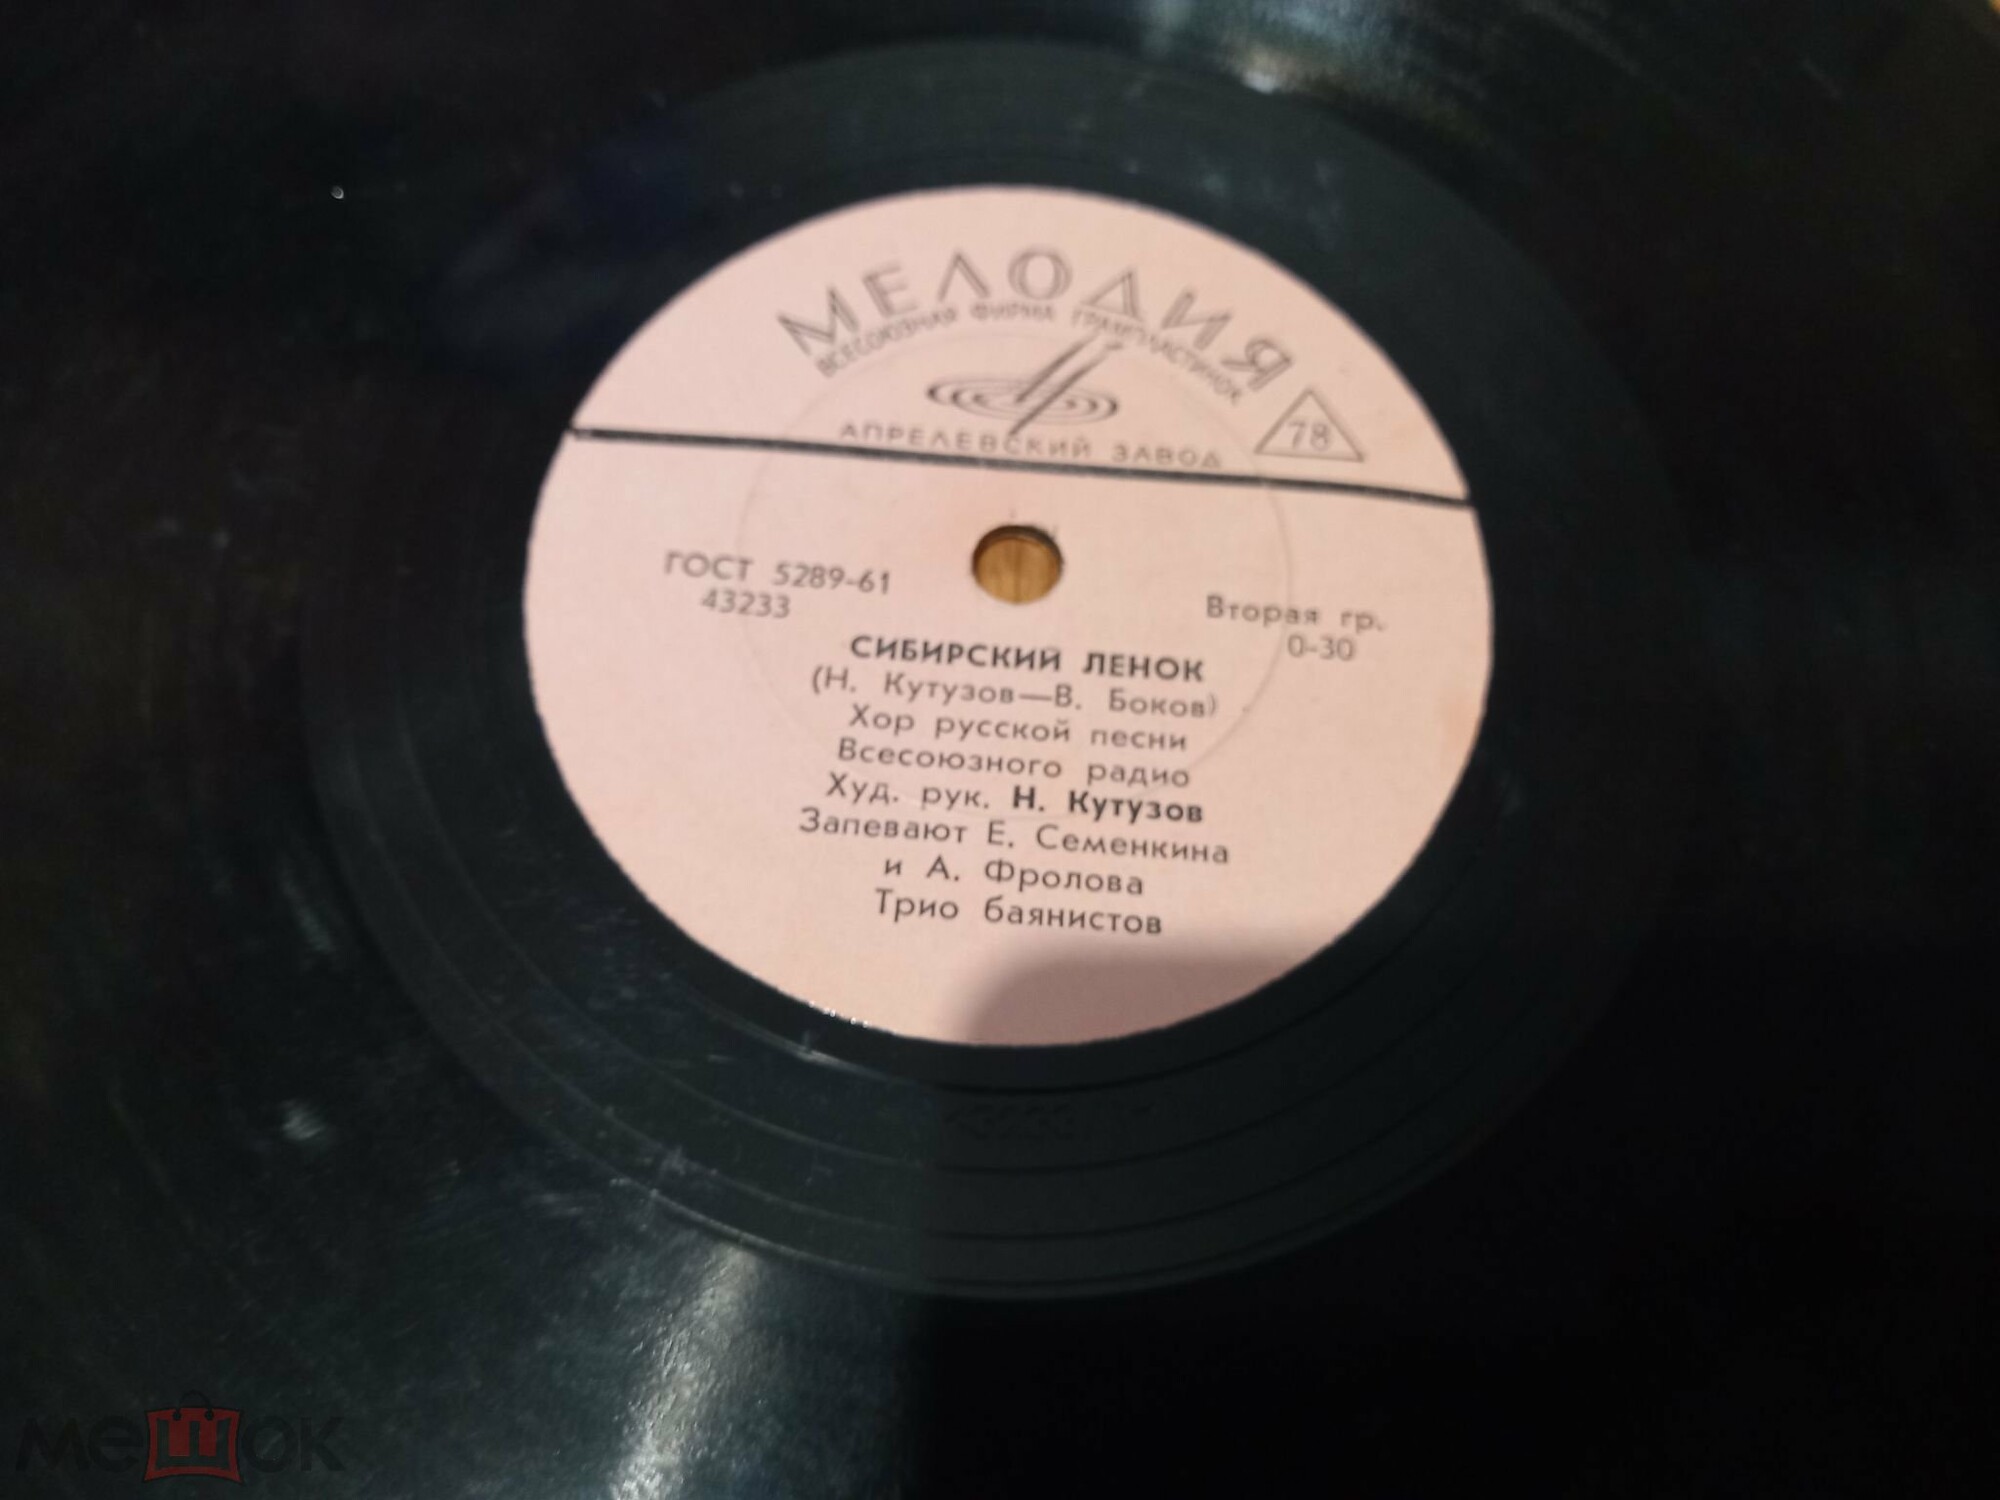 МЕЛОДИЯ
ВСЕСОЮЗНАЯ ФИРМА ГРАМПЛАСТИНОК
78
АПРЕЛЕВСКИЙ ЗАВОД
ГОСТ 5289-61
43233
Вторая гр.
0-30
СИБИРСКИЙ ЛЕНОК
(Н. Кутузов—В. Боков)
Хор русской песни
Всесоюзного радио
Худ. рук. Н. Кутузов
Запевают Е. Семенкина
и А. Фролова
Трио баянистов
мешок